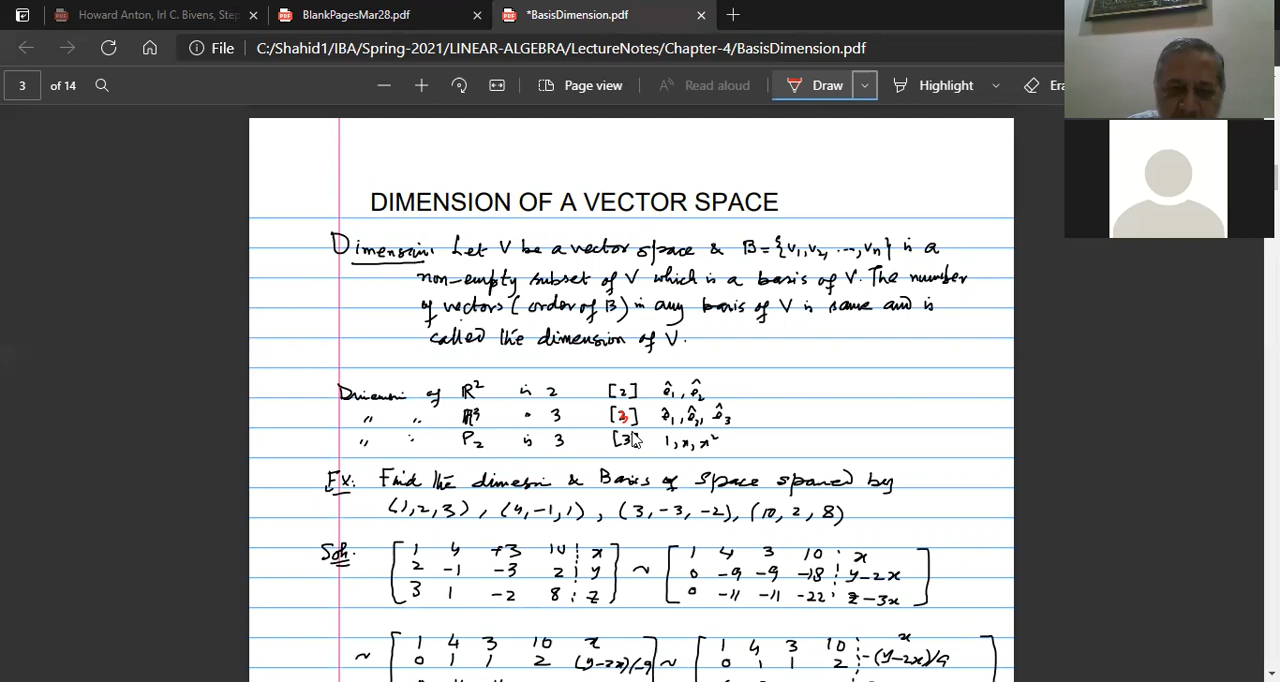 Howard Anton, Irl C. Bivens, Step
BlankPagesMar28.pdf
*BasisDimension.pdf
File C:/Shahid1/IBA/Spring-2021/LINEAR-ALGEBRA/LectureNotes/Chapter-4/BasisDimension.pdf
3 of 14
Page view
Read aloud
Draw
Highlight
Era
DIMENSION OF A VECTOR SPACE
Dimension. Let V be a vector space & B = {v1, v2, ..., vn} is a
non-empty subset of V which is a basis of V. The number
of vectors (order of B) in any basis of V is same and is
called the dimension of V.
Dimension of R² is 2 [2] ê1, ê2
" " R³ " 3 ê1, ê2, ê3
" " P2 is 3 [3] 1, x, x²
Ex. Find the dimesn & Basis of Space spaned by
(1, 2, 3), (4, -1, 1), (3, -3, -2), (10, 2, 8)
Soln. [ 1 4 +3 10 ⋮ x ~ [ 1 4 3 10 ⋮ x
2 -1 -3 2 ⋮ y 0 -9 -9 -18 ⋮ y-2x
3 1 -2 8 ⋮ z ] 0 -11 -11 -22 ⋮ z-3x ]
~ [ 1 4 3 10 x ~ [ 1 4 3 10 ⋮ x
0 1 1 2 (y-2x)/-9 0 1 1 2 ⋮ -(y-2x)/9